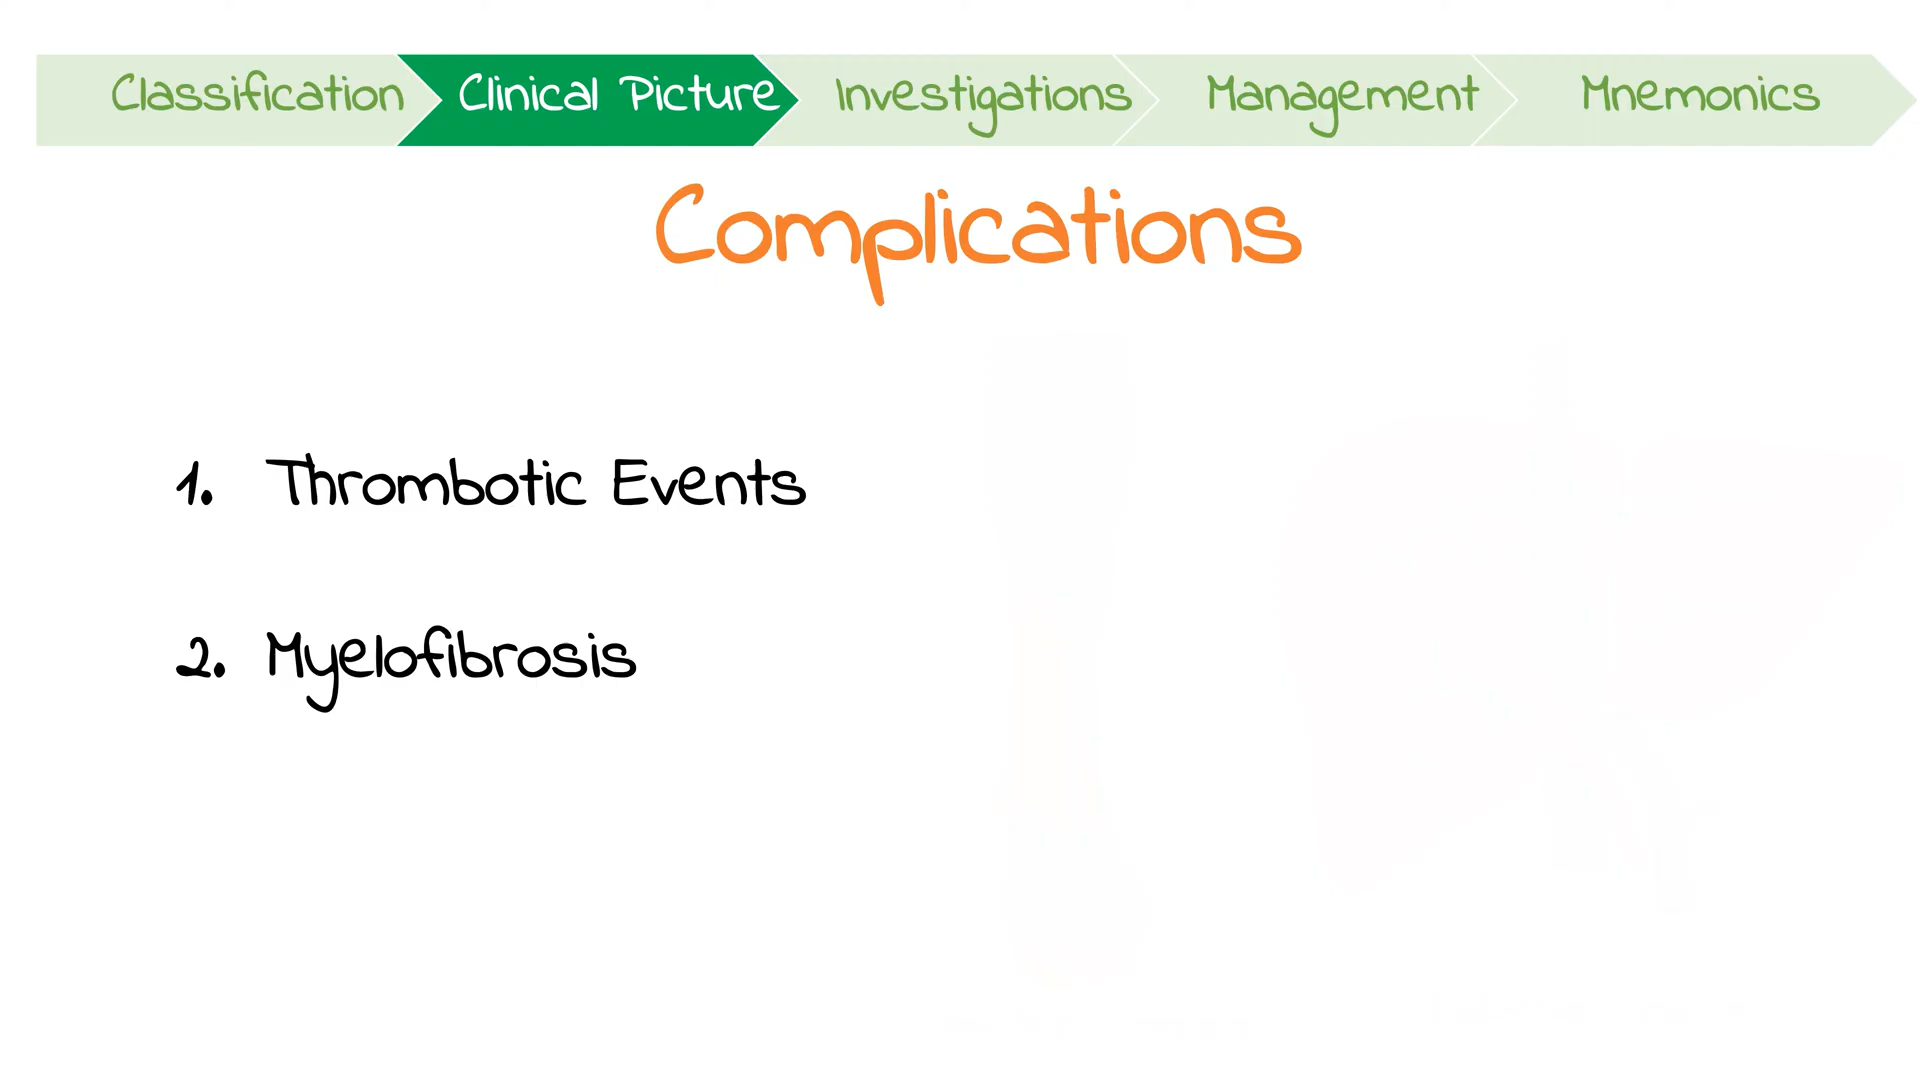 Classification Clinical Picture Investigations Management Mnemonics
Complications
1. Thrombotic Events
2. Myelofibrosis